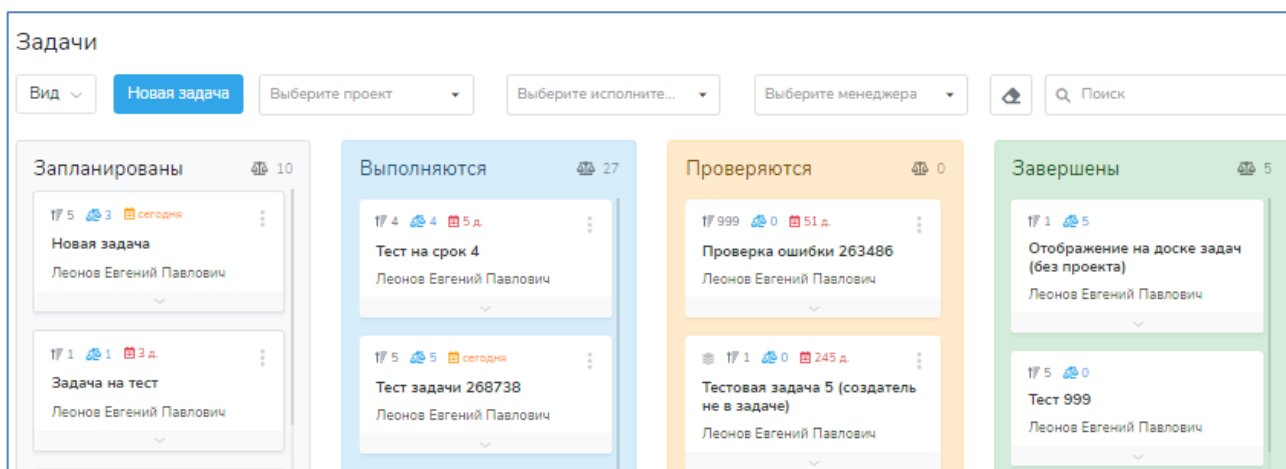 Задачи
Вид
Новая задача
Выберите проект
Выберите исполните...
Выберите менеджера
Поиск
Запланированы 10
5 3 сегодня
Новая задача
Леонов Евгений Павлович
1 1 3 д.
Задача на тест
Леонов Евгений Павлович
Выполняются 27
4 4 5 д.
Тест на срок 4
Леонов Евгений Павлович
5 5 сегодня
Тест задачи 268738
Леонов Евгений Павлович
Проверяются 0
999 0 51 д.
Проверка ошибки 263486
Леонов Евгений Павлович
1 0 245 д.
Тестовая задача 5 (создатель
не в задаче)
Леонов Евгений Павлович
Завершены 5
1 5
Отображение на доске задач
(без проекта)
Леонов Евгений Павлович
5 0
Тест 999
Леонов Евгений Павлович